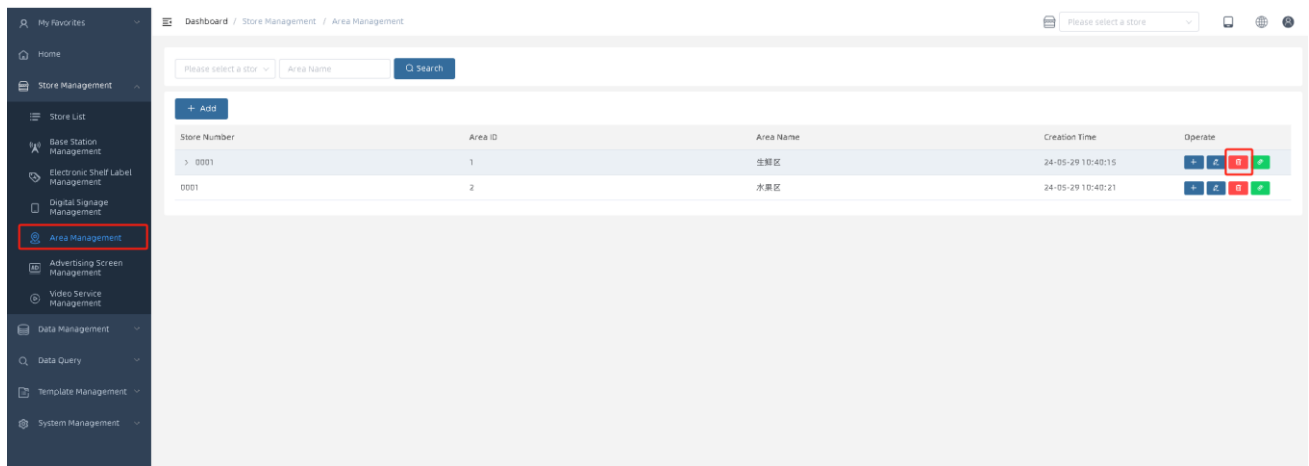 My Favorites
Dashboard / Store Management / Area Management
Please select a store
Home
Please select a stor
Area Name
Search
Store Management
+ Add
Store List
Store Number Area ID Area Name Creation Time Operate
Base Station
Management
> 0001 1 生鲜区 24-05-29 10:40:15
Electronic Shelf Label
Management
0001 2 水果区 24-05-29 10:40:21
Digital Signage
Management
Area Management
AD
Advertising Screen
Management
Video Service
Management
Data Management
Data Query
Template Management
System Management